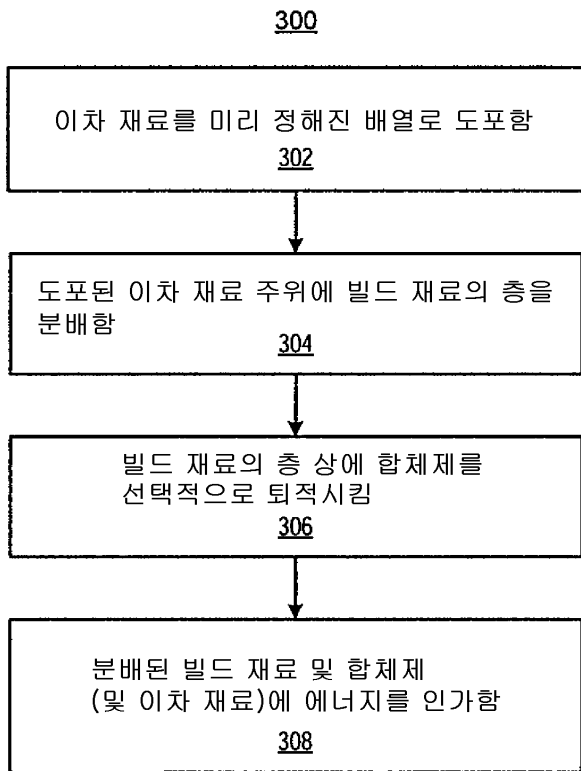 300
이차 재료를 미리 정해진 배열로 도포함
302
도포된 이차 재료 주위에 빌드 재료의 층을
분배함
304
빌드 재료의 층 상에 합체제를
선택적으로 퇴적시킴
306
분배된 빌드 재료 및 합체제
(및 이차 재료)에 에너지를 인가함
308